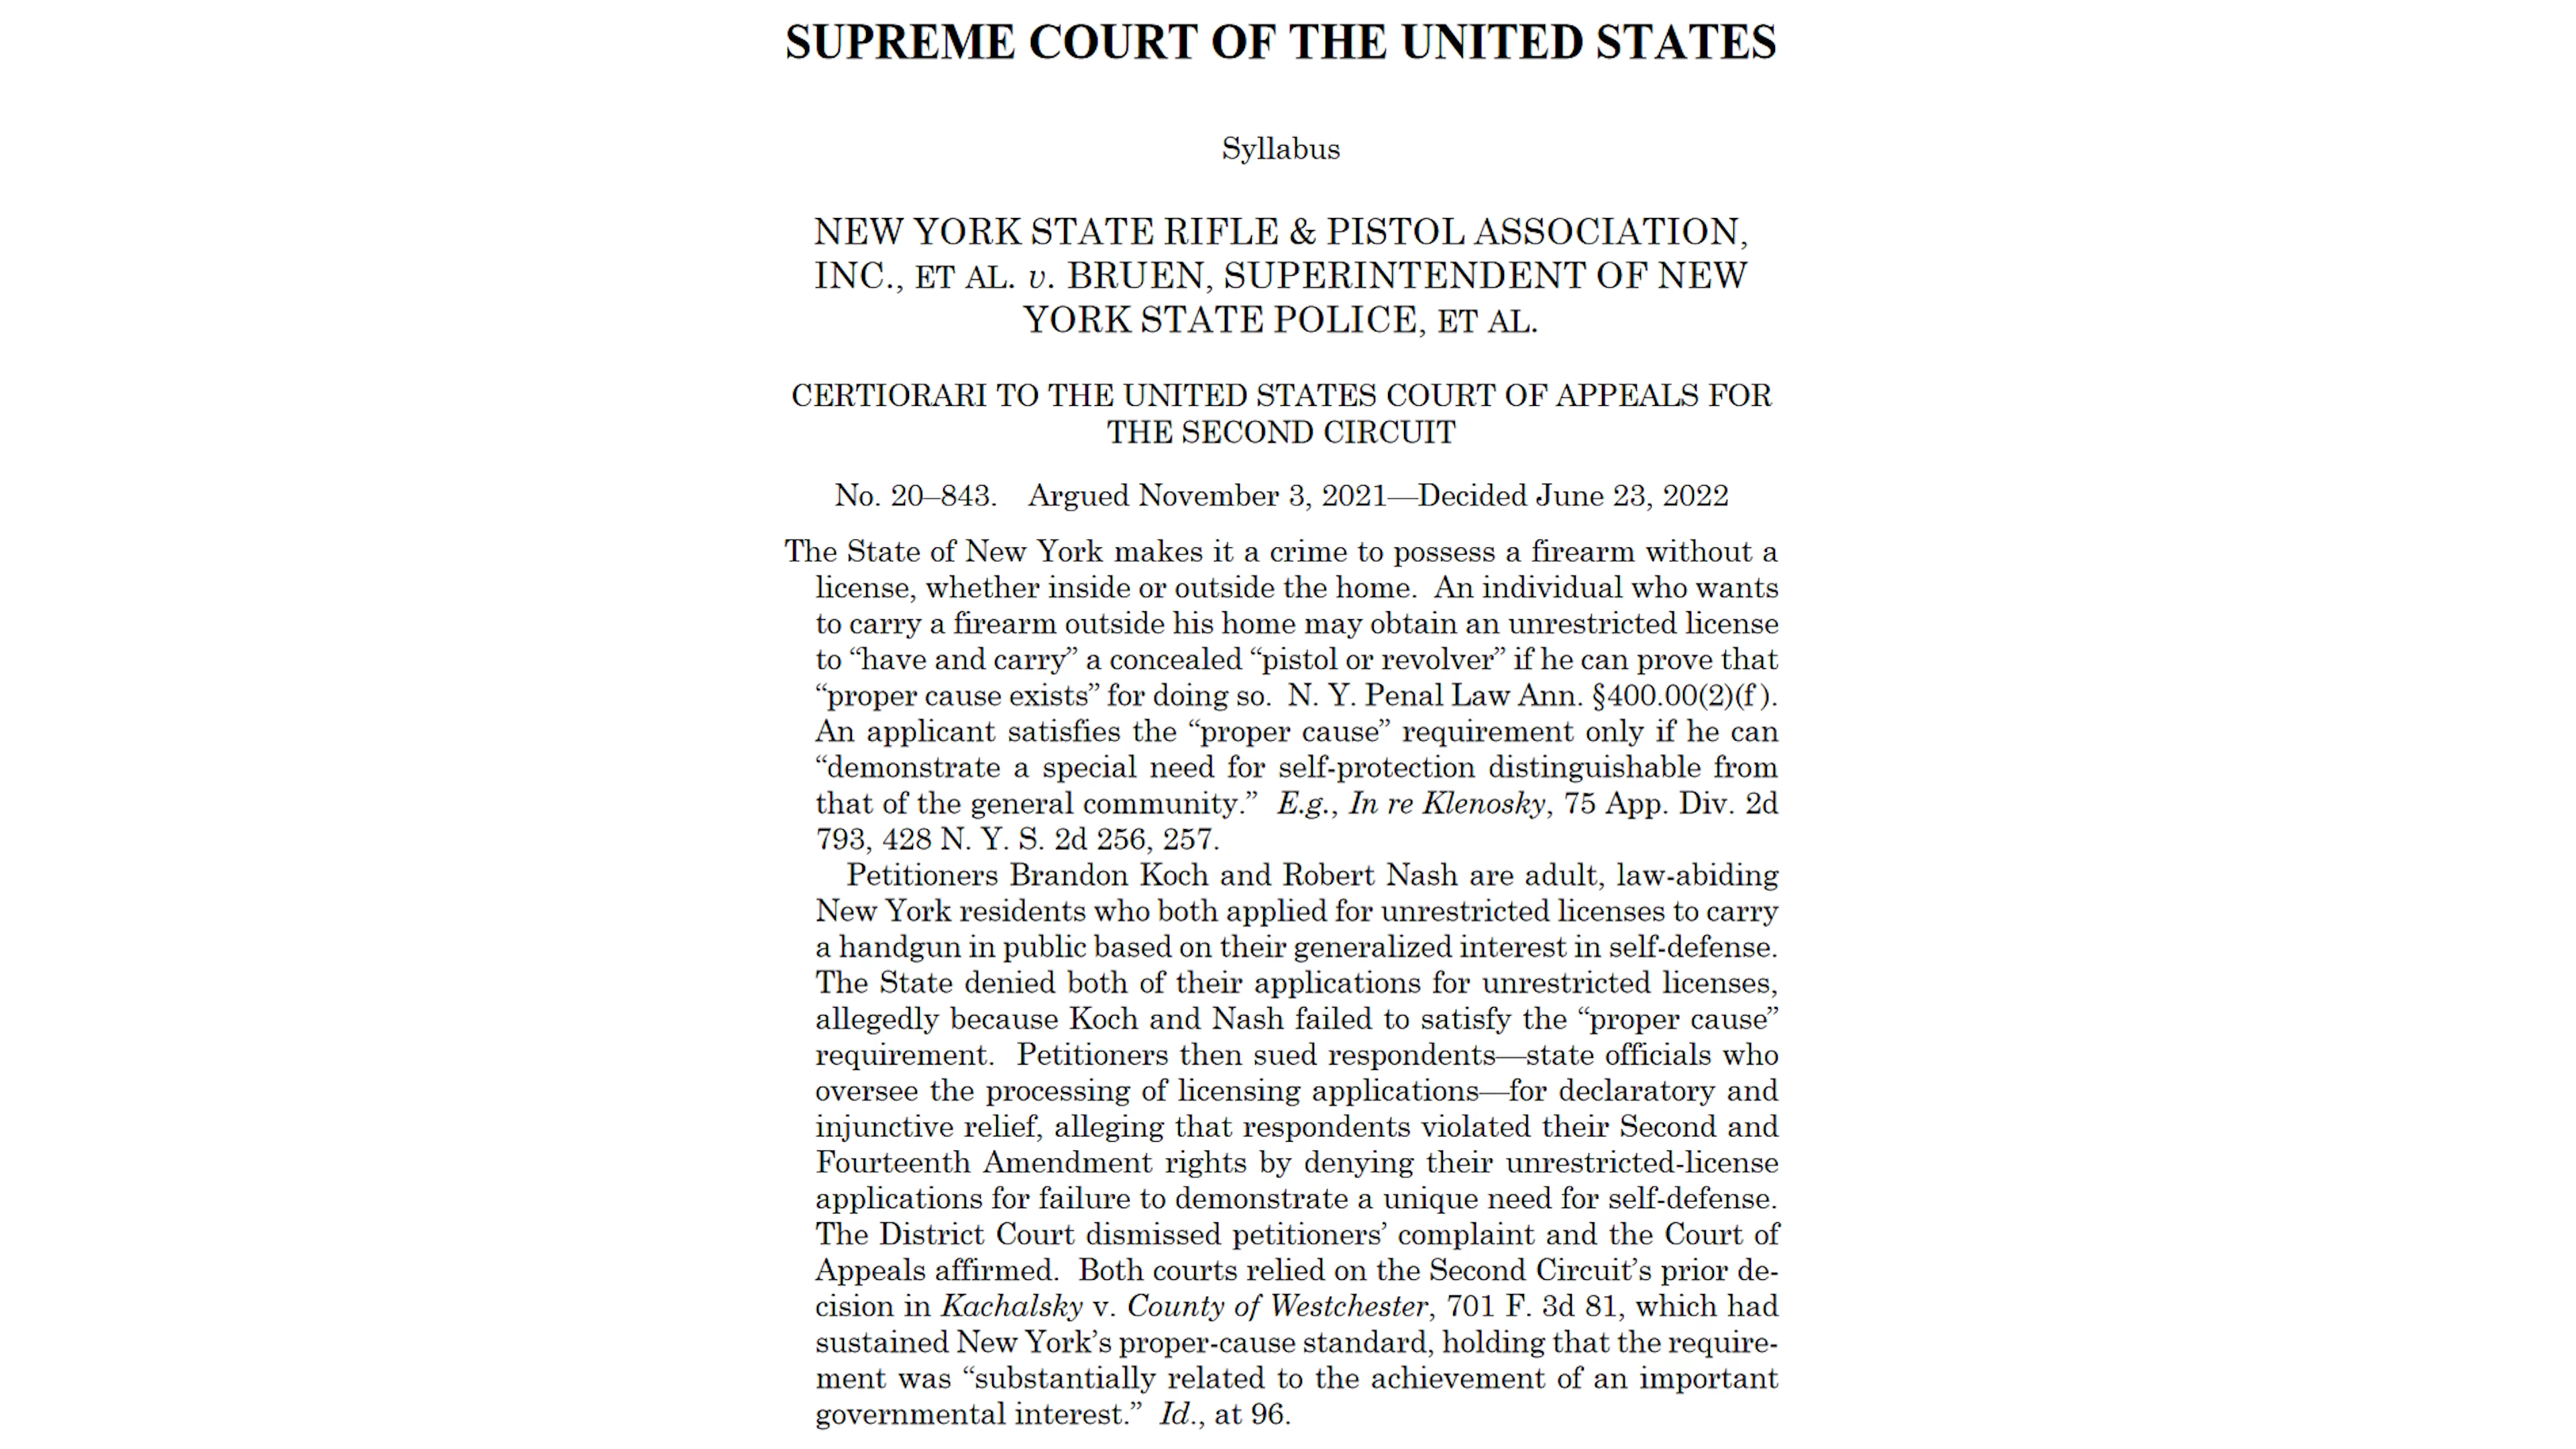 SUPREME COURT OF THE UNITED STATES
Syllabus
NEW YORK STATE RIFLE & PISTOL ASSOCIATION,
INC., ET AL. v. BRUEN, SUPERINTENDENT OF NEW
YORK STATE POLICE, ET AL.
CERTIORARI TO THE UNITED STATES COURT OF APPEALS FOR
THE SECOND CIRCUIT
No. 20–843. Argued November 3, 2021—Decided June 23, 2022
The State of New York makes it a crime to possess a firearm without a
license, whether inside or outside the home. An individual who wants
to carry a firearm outside his home may obtain an unrestricted license
to “have and carry” a concealed “pistol or revolver” if he can prove that
“proper cause exists” for doing so. N. Y. Penal Law Ann. §400.00(2)(f).
An applicant satisfies the “proper cause” requirement only if he can
“demonstrate a special need for self-protection distinguishable from
that of the general community.” E.g., In re Klenosky, 75 App. Div. 2d
793, 428 N. Y. S. 2d 256, 257.
Petitioners Brandon Koch and Robert Nash are adult, law-abiding
New York residents who both applied for unrestricted licenses to carry
a handgun in public based on their generalized interest in self-defense.
The State denied both of their applications for unrestricted licenses,
allegedly because Koch and Nash failed to satisfy the “proper cause”
requirement. Petitioners then sued respondents—state officials who
oversee the processing of licensing applications—for declaratory and
injunctive relief, alleging that respondents violated their Second and
Fourteenth Amendment rights by denying their unrestricted-license
applications for failure to demonstrate a unique need for self-defense.
The District Court dismissed petitioners’ complaint and the Court of
Appeals affirmed. Both courts relied on the Second Circuit’s prior de-
cision in Kachalsky v. County of Westchester, 701 F. 3d 81, which had
sustained New York’s proper-cause standard, holding that the require-
ment was “substantially related to the achievement of an important
governmental interest.” Id., at 96.